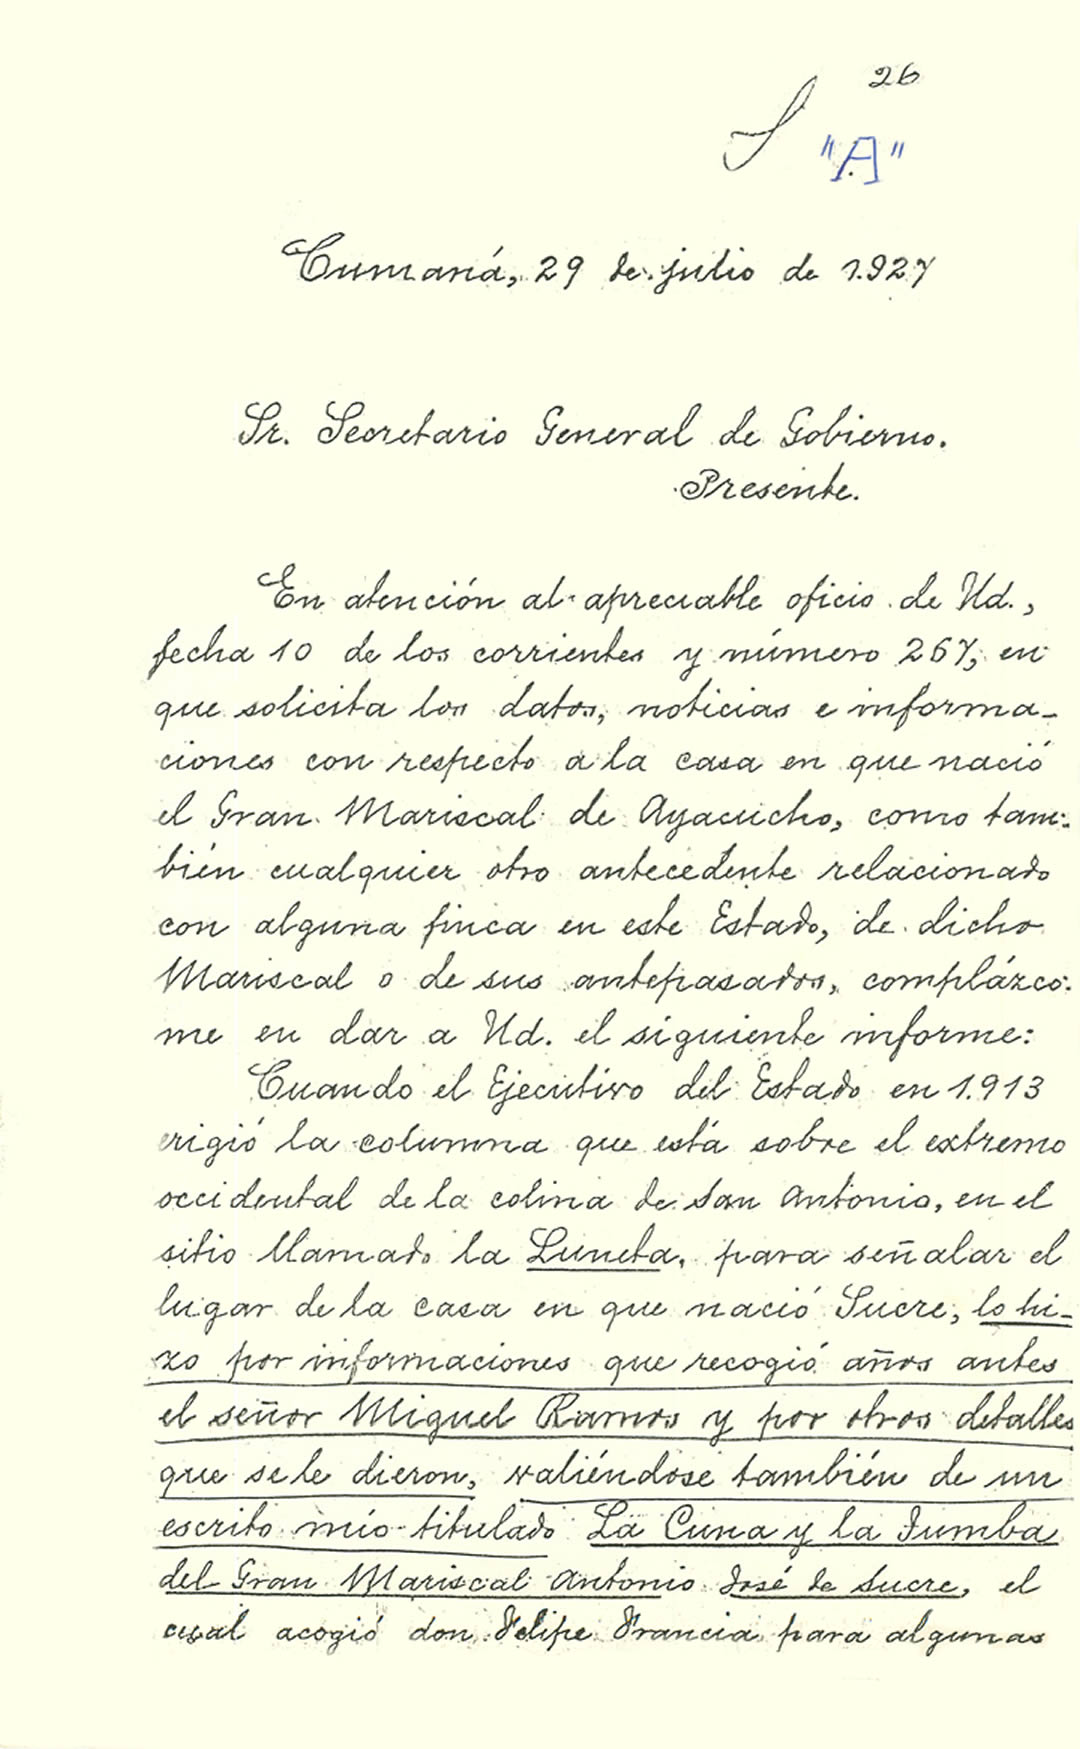 26
"A"
Cumaná, 29 de julio de 1.927
Sr. Secretario General de Gobierno.
Presente.
En atención al apreciable oficio de Ud.,
fecha 10 de los corrientes y número 267, en
que solicita los datos, noticias e informa-
ciones con respecto a la casa en que nació
el Gran Mariscal de Ayacucho, como tam-
bién cualquier otro antecedente relacionado
con alguna finca en este Estado, de dicho
Mariscal o de sus antepasados, complázco-
me en dar a Ud. el siguiente informe:
Cuando el Ejecutivo del Estado en 1.913
erigió la columna que está sobre el extremo
occidental de la colina de San Antonio, en el
sitio llamado la Luneta, para señalar el
lugar de la casa en que nació Sucre, lo hi-
zo por informaciones que recogió años antes
el señor Miguel Ramos y por otros detalles
que se le dieron, valiéndose también de un
escrito mío titulado La Cuna y la Tumba
del Gran Mariscal Antonio José de Sucre, el
cual acogió don Felipe Francia para algunas